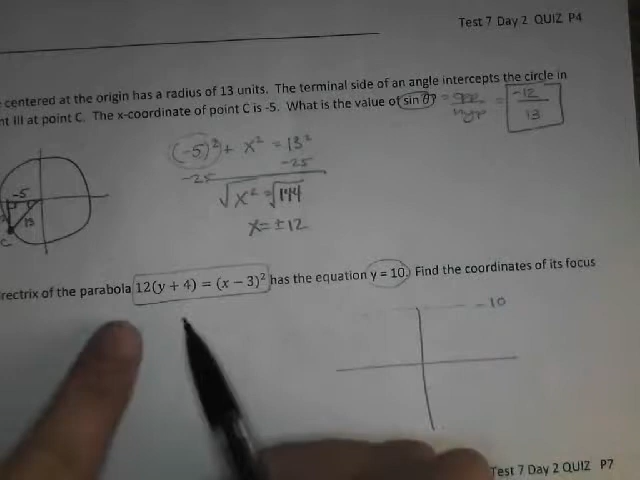 Test 7 Day 2 QUIZ P4
centered at the origin has a radius of 13 units. The terminal side of an angle intercepts the circle in
nt III at point C. The x-coordinate of point C is -5. What is the value of sin θ? = opp/hyp = -12/13
(-5)² + x² = 13²
-25 -25
√x² = √144
x = ±12
-5
13
C
rectrix of the parabola 12(y + 4) = (x − 3)² has the equation y = 10. Find the coordinates of its focus
-10
Test 7 Day 2 QUIZ P7